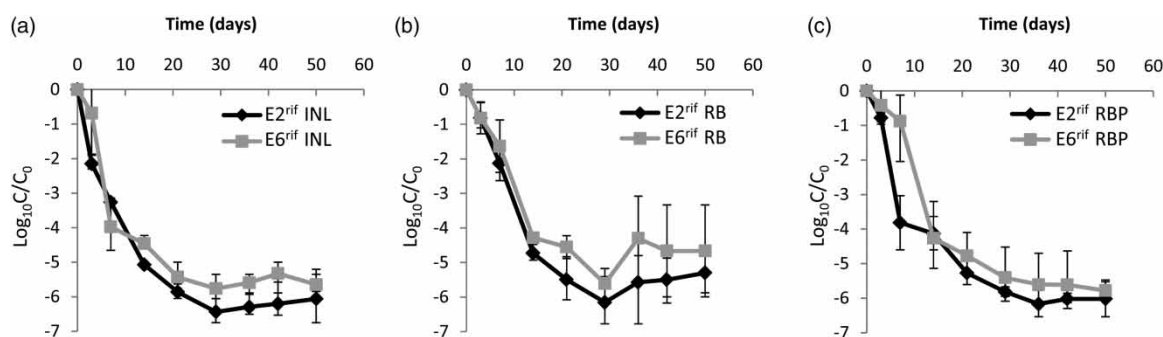 (a)
Time (days)
0 10 20 30 40 50 60
-0
-1
-2
-3
-4
-5
-6
-7
Log₁₀C/C₀
E2ʳⁱᶠ INL
E6ʳⁱᶠ INL
(b)
Time (days)
0 10 20 30 40 50 60
-0
-1
-2
-3
-4
-5
-6
-7
Log₁₀C/C₀
E2ʳⁱᶠ RB
E6ʳⁱᶠ RB
(c)
Time (days)
0 10 20 30 40 50 60
-0
-1
-2
-3
-4
-5
-6
-7
Log₁₀C/C₀
E2ʳⁱᶠ RBP
E6ʳⁱᶠ RBP